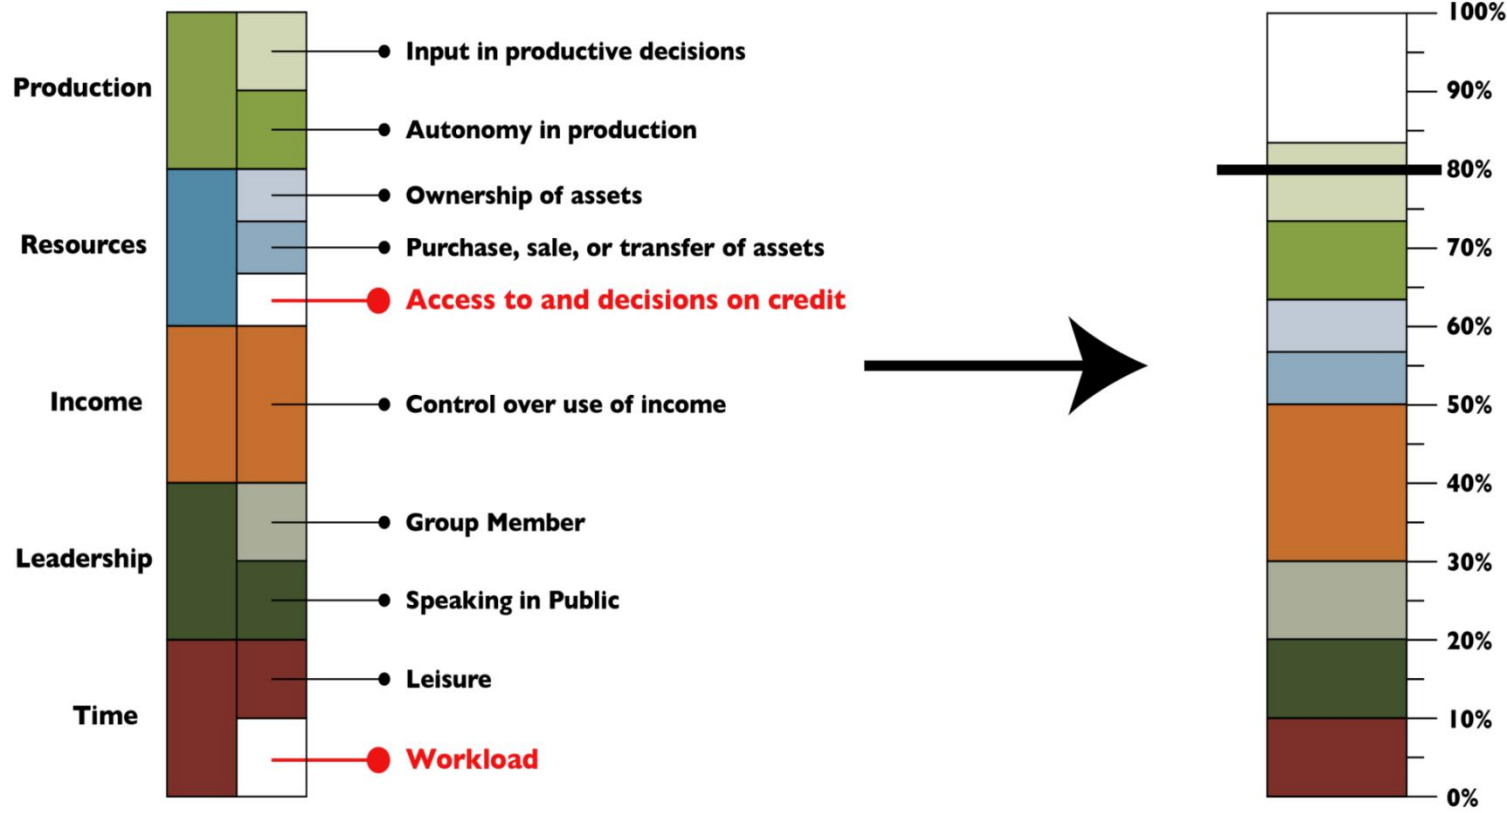 Production
Input in productive decisions
Autonomy in production
Resources
Ownership of assets
Purchase, sale, or transfer of assets
Access to and decisions on credit
Income
Control over use of income
Leadership
Group Member
Speaking in Public
Time
Leisure
Workload
100%
90%
80%
70%
60%
50%
40%
30%
20%
10%
0%